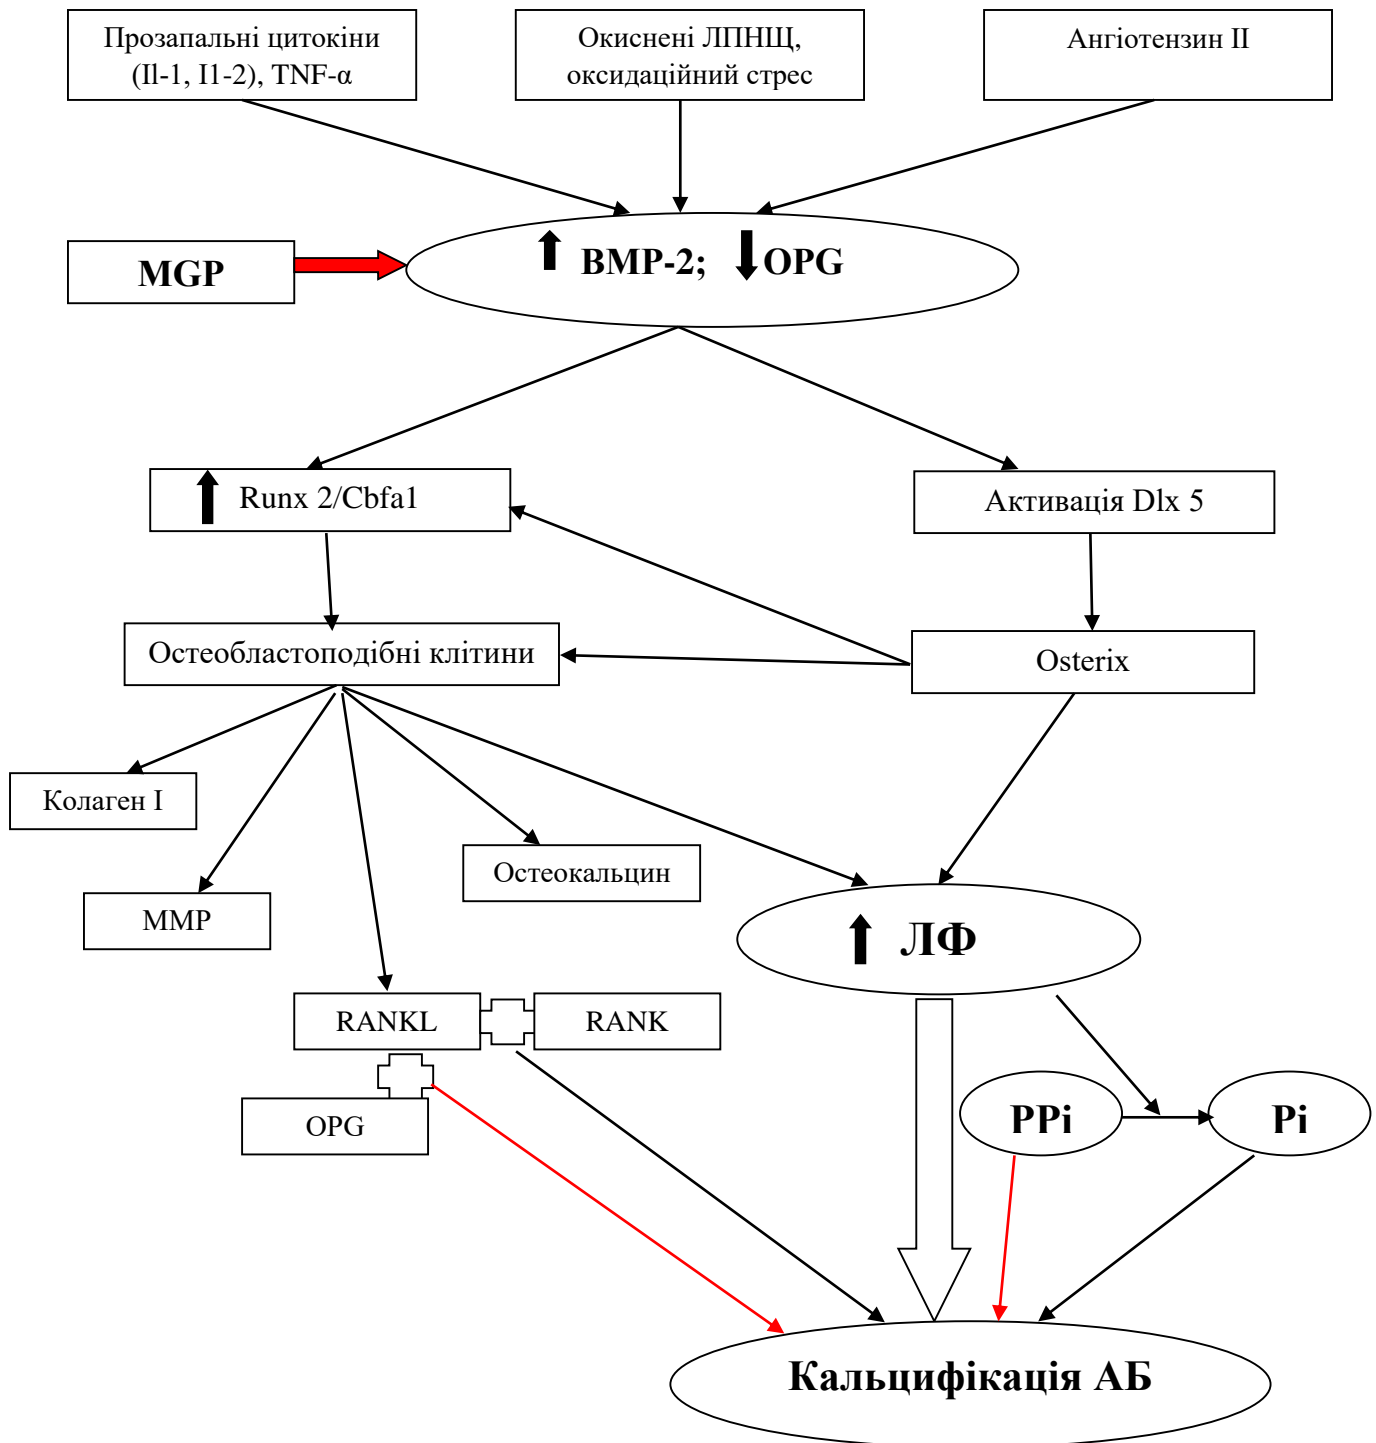 Прозапальні цитокіни
(Il-1, I1-2), TNF-α
Окиснені ЛПНЩ,
оксидаційний стрес
Ангіотензин II
MGP
BMP-2; OPG
Runx 2/Cbfa1
Активація Dlx 5
Остеобластоподібні клітини
Osterix
Колаген I
Остеокальцин
ММР
ЛФ
RANKL
RANK
OPG
PPi
Pi
Кальцифікація АБ